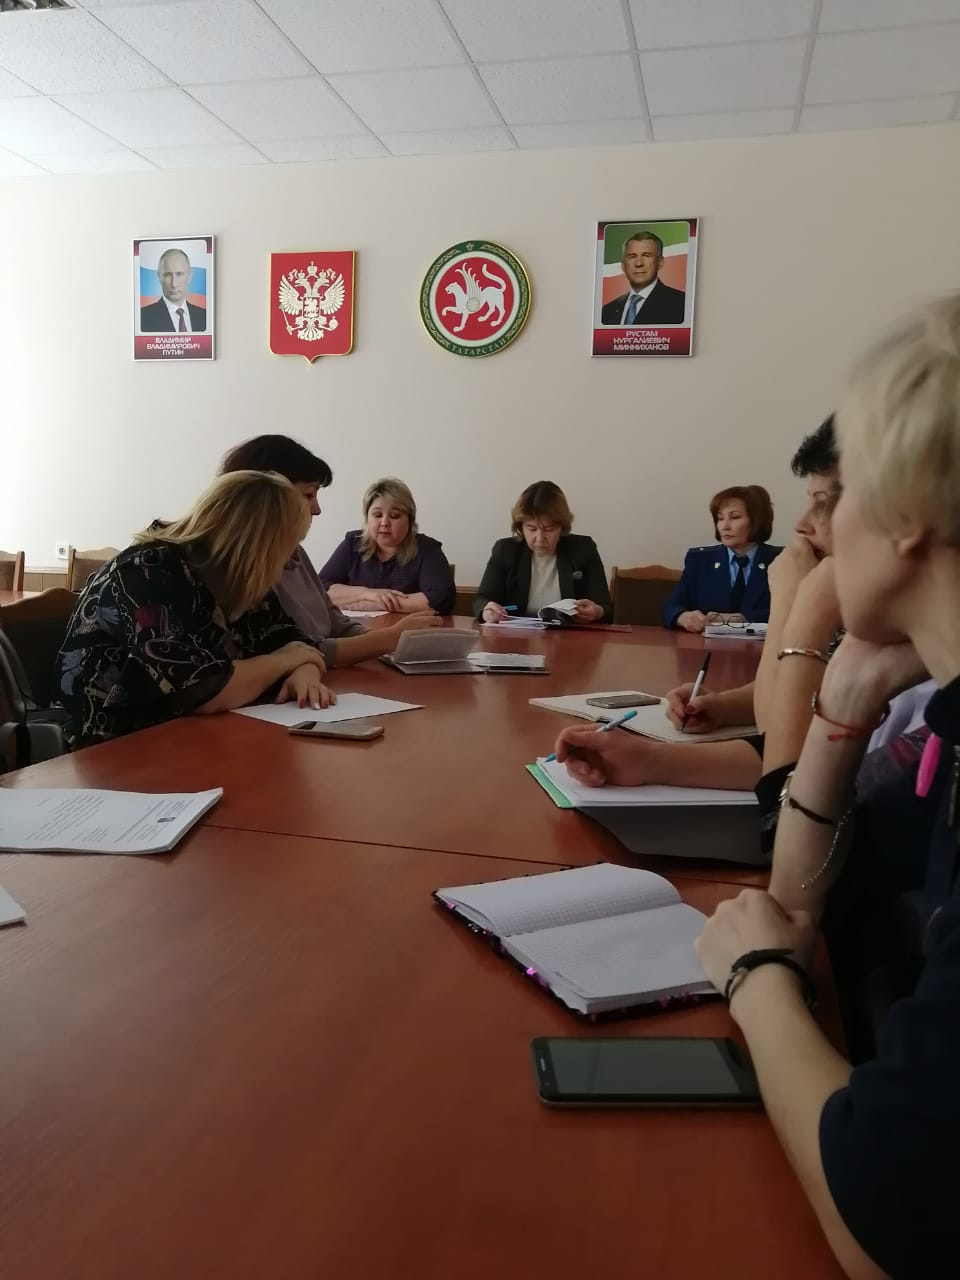 ВЛАДИМИР
ВЛАДИМИРОВИЧ
ПУТИН
ТАТАРСТАН
РУСТАМ
НУРГАЛИЕВИЧ
МИННИХАНОВ